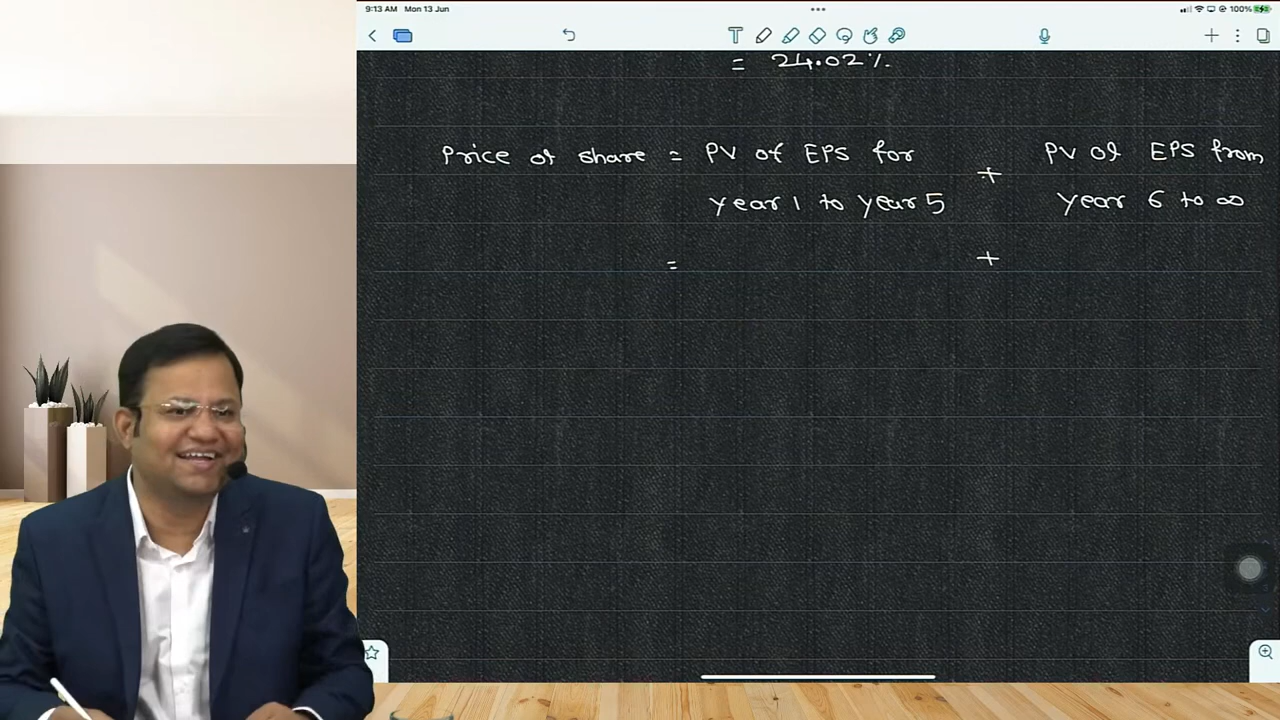 9:13 AM Mon 13 Jun
100%
= 24.02%.
Price of share = PV of EPS for + PV of EPS from
year 1 to year 5 year 6 to ∞
= +